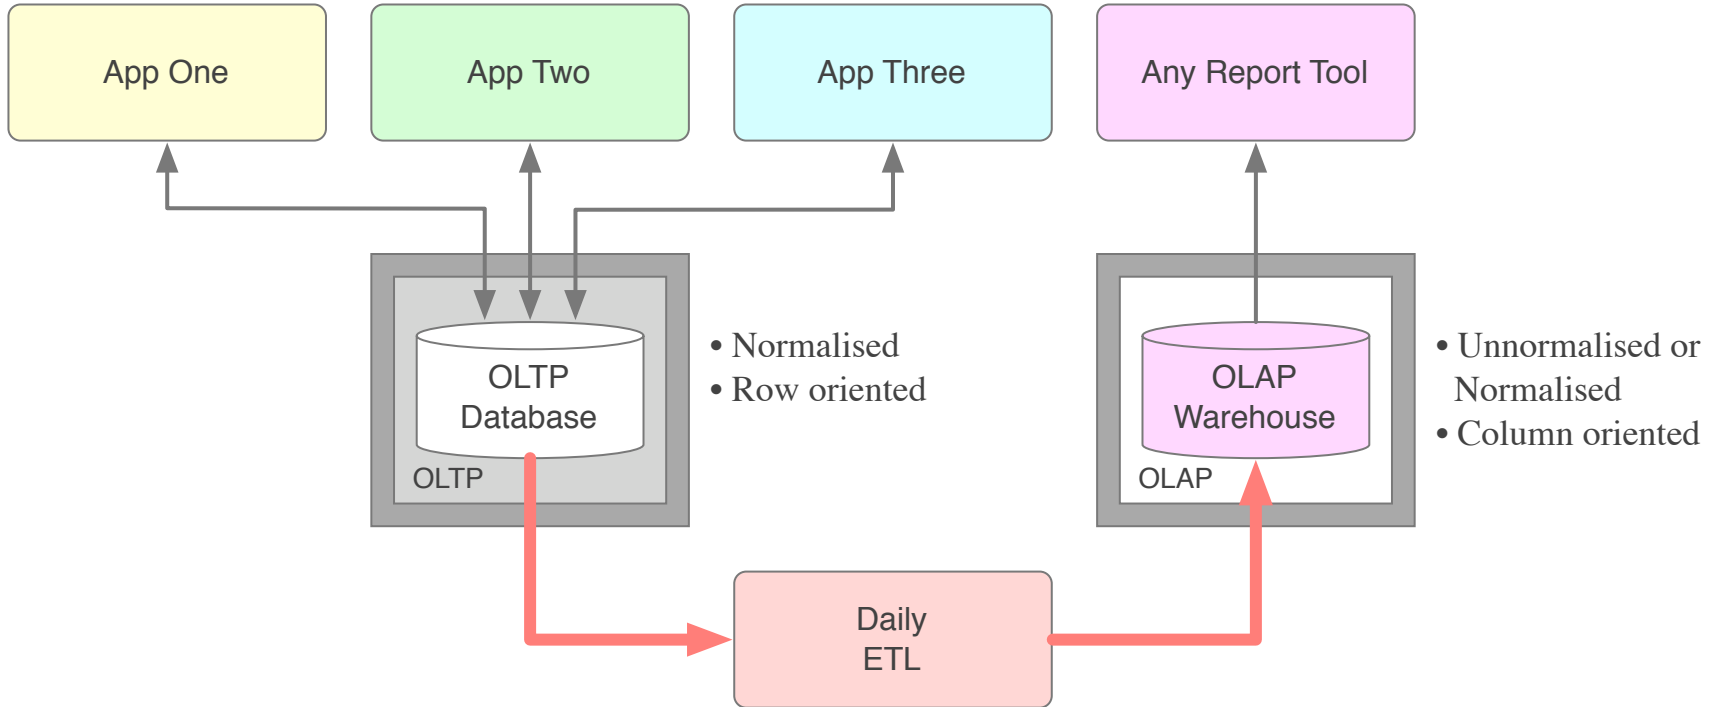 App One
App Two
App Three
Any Report Tool
OLTP
Database
OLTP
• Normalised
• Row oriented
OLAP
Warehouse
OLAP
• Unnormalised or
Normalised
• Column oriented
Daily
ETL